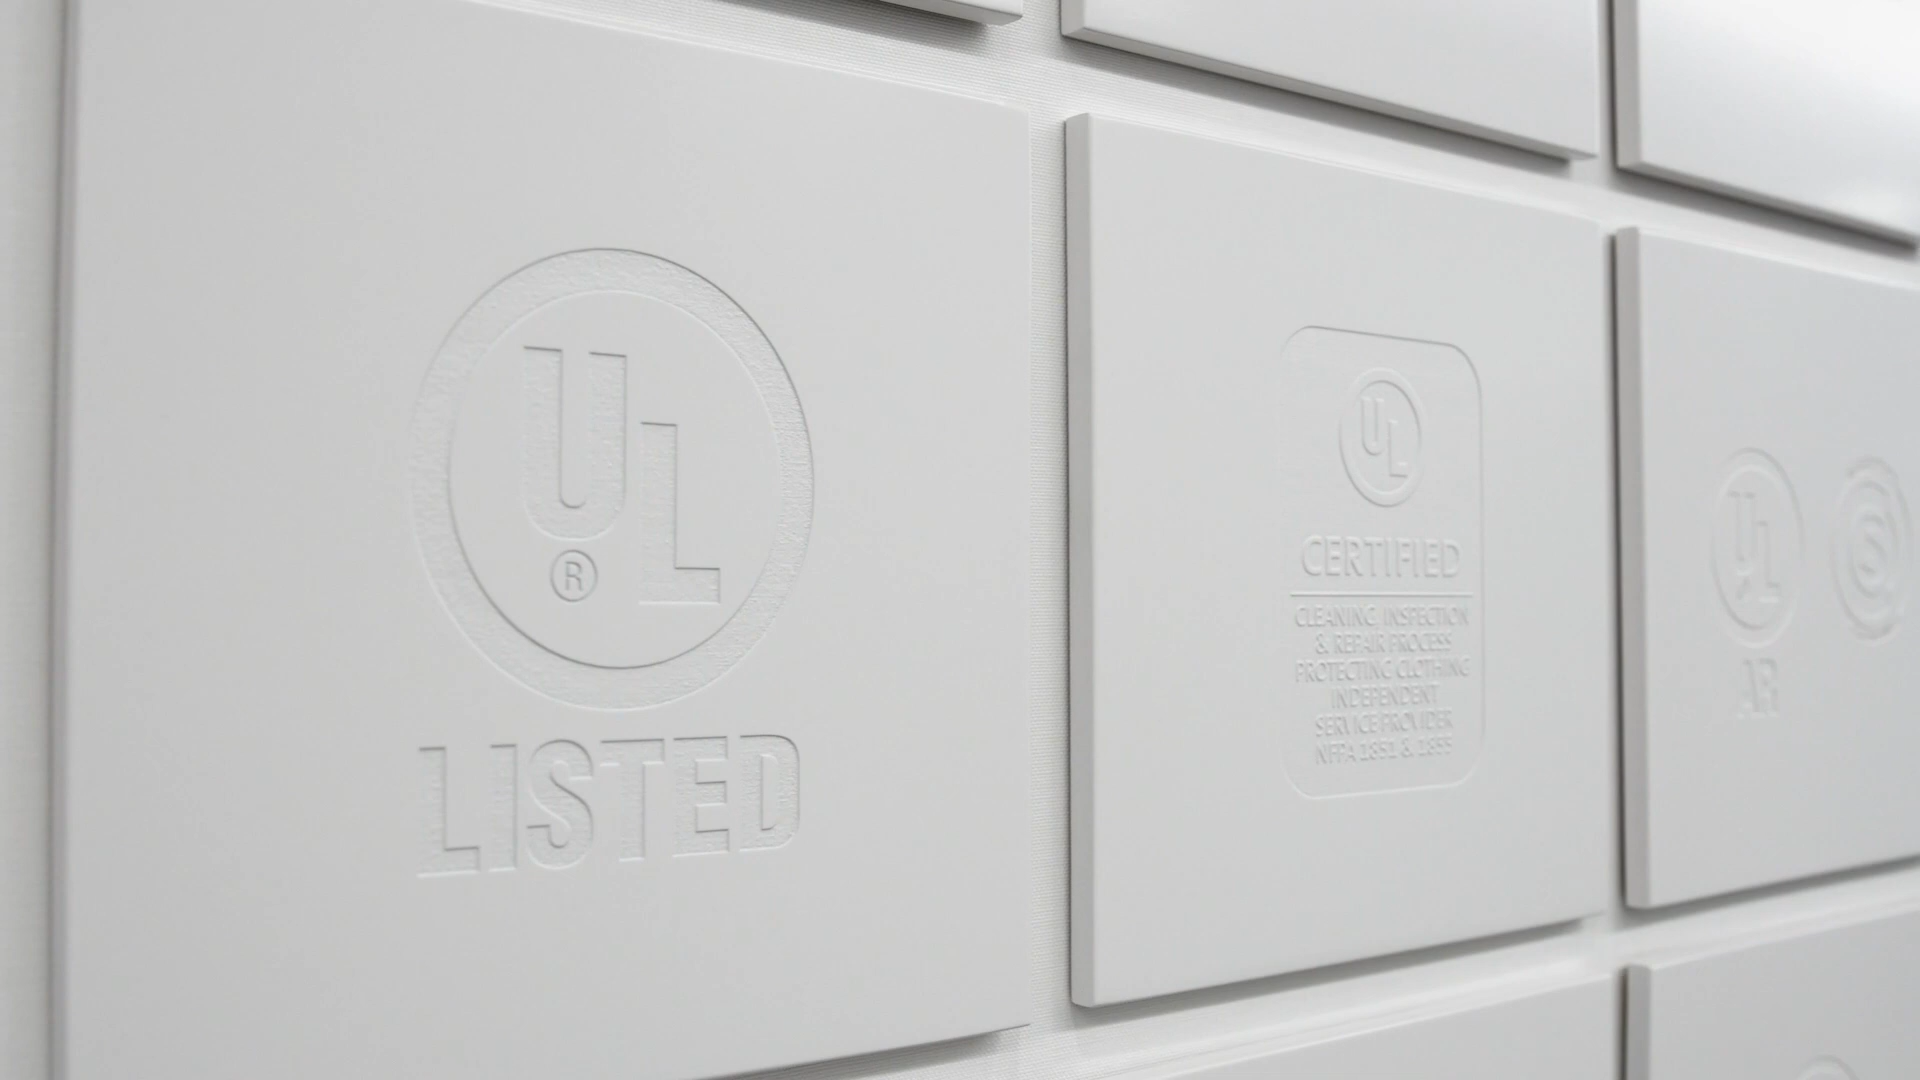 UL
®
LISTED
UL
CERTIFIED
CLEANING, INSPECTION
& REPAIR PROCESS
PROTECTING CLOTHING
INDEPENDENT
SERVICE PROVIDER
NFPA 1851 & 1855
UL
S
AR